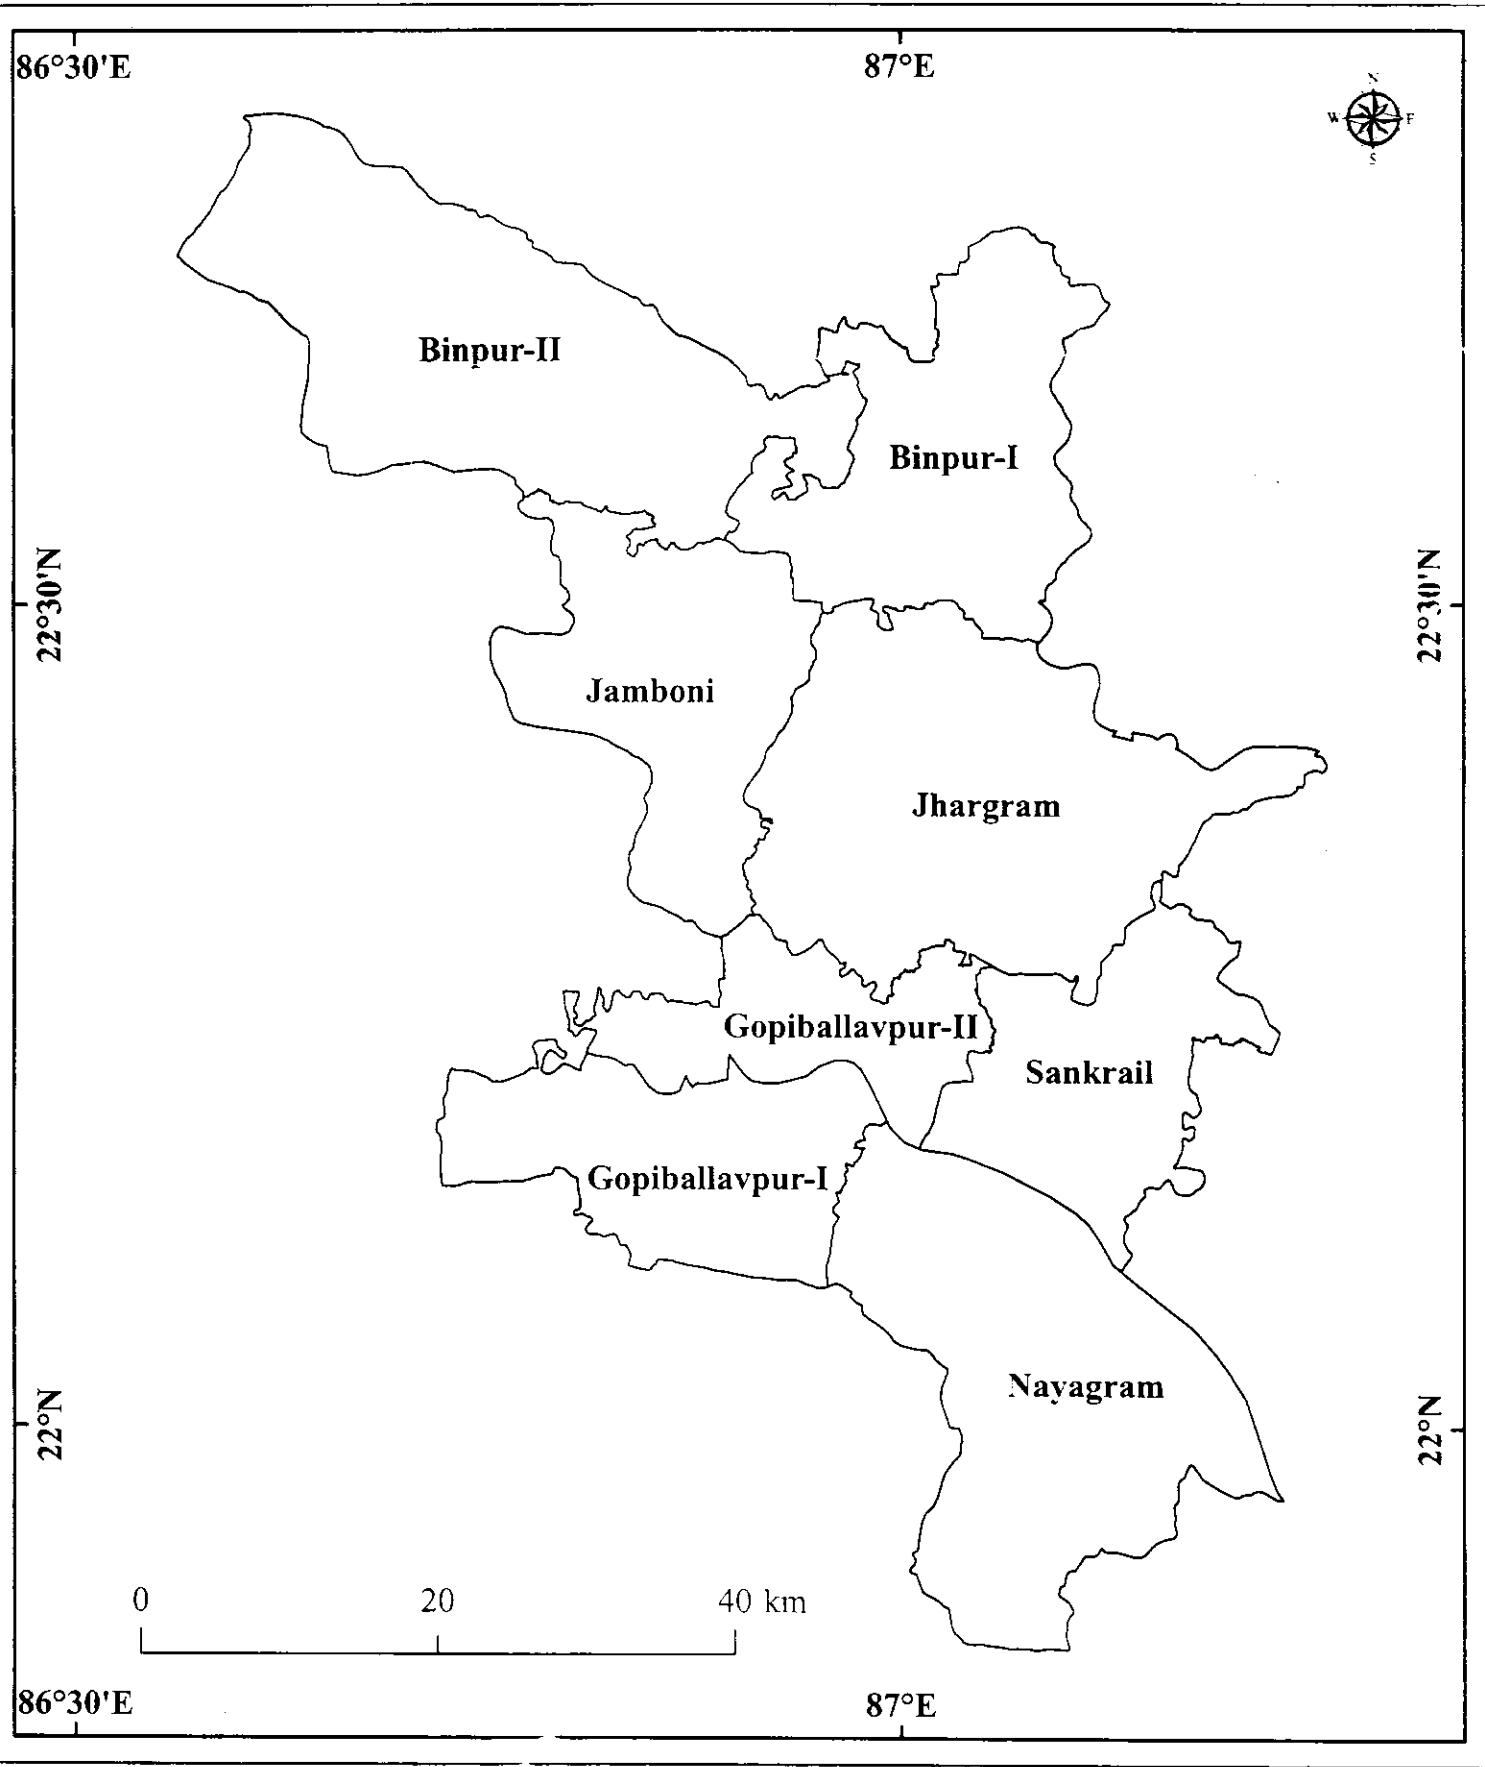 86°30'E
87°E
N
W
E
S
Binpur-II
Binpur-I
22°30'N
22°30'N
Jamboni
Jhargram
Gopiballavpur-II
Sankrail
Gopiballavpur-I
Nayagram
22°N
22°N
0 20 40 km
86°30'E
87°E